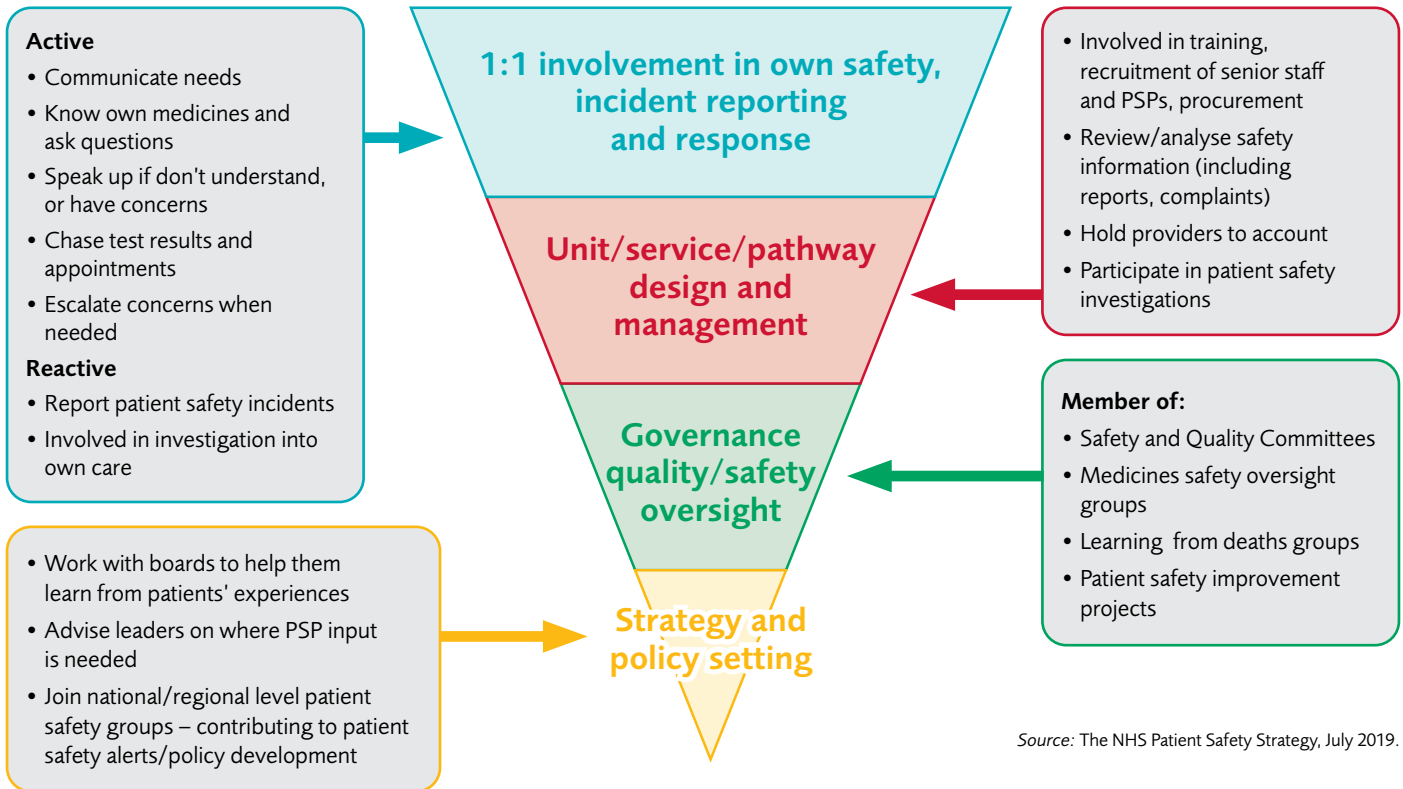 Active
• Communicate needs
• Know own medicines and
ask questions
• Speak up if don't understand,
or have concerns
• Chase test results and
appointments
• Escalate concerns when
needed
Reactive
• Report patient safety incidents
• Involved in investigation into
own care
1:1 involvement in own safety,
incident reporting
and response
• Involved in training,
recruitment of senior staff
and PSPs, procurement
• Review/analyse safety
information (including
reports, complaints)
• Hold providers to account
• Participate in patient safety
investigations
Unit/service/pathway
design and
management
Governance
quality/safety
oversight
Member of:
• Safety and Quality Committees
• Medicines safety oversight
groups
• Learning from deaths groups
• Patient safety improvement
projects
• Work with boards to help them
learn from patients' experiences
• Advise leaders on where PSP input
is needed
• Join national/regional level patient
safety groups – contributing to patient
safety alerts/policy development
Strategy and
policy setting
Source: The NHS Patient Safety Strategy, July 2019.